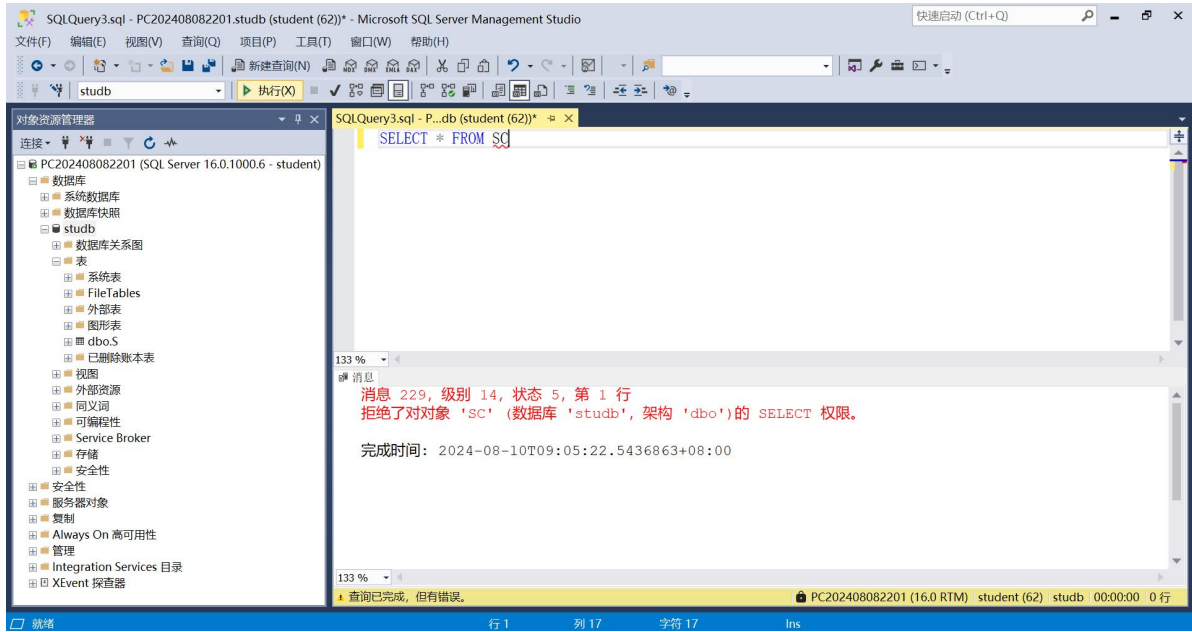 SQLQuery3.sql - PC202408082201.studb (student (62))* - Microsoft SQL Server Management Studio
快速启动 (Ctrl+Q)
文件(F) 编辑(E) 视图(V) 查询(Q) 项目(P) 工具(T) 窗口(W) 帮助(H)
新建查询(N)
MDX DMX XMLA DAX
studb 执行(X)
对象资源管理器
连接
PC202408082201 (SQL Server 16.0.1000.6 - student)
数据库
系统数据库
数据库快照
studb
数据库关系图
表
系统表
FileTables
外部表
图形表
dbo.S
已删除账本表
视图
外部资源
同义词
可编程性
Service Broker
存储
安全性
安全性
服务器对象
复制
Always On 高可用性
管理
Integration Services 目录
XEvent 探查器
SQLQuery3.sql - P...db (student (62))*
SELECT * FROM SC
133 %
消息
消息 229, 级别 14, 状态 5, 第 1 行
拒绝了对对象 'SC' (数据库 'studb', 架构 'dbo')的 SELECT 权限。
完成时间: 2024-08-10T09:05:22.5436863+08:00
133 %
查询已完成，但有错误。 PC202408082201 (16.0 RTM) student (62) studb 00:00:00 0 行
就绪 行 1 列 17 字符 17 Ins